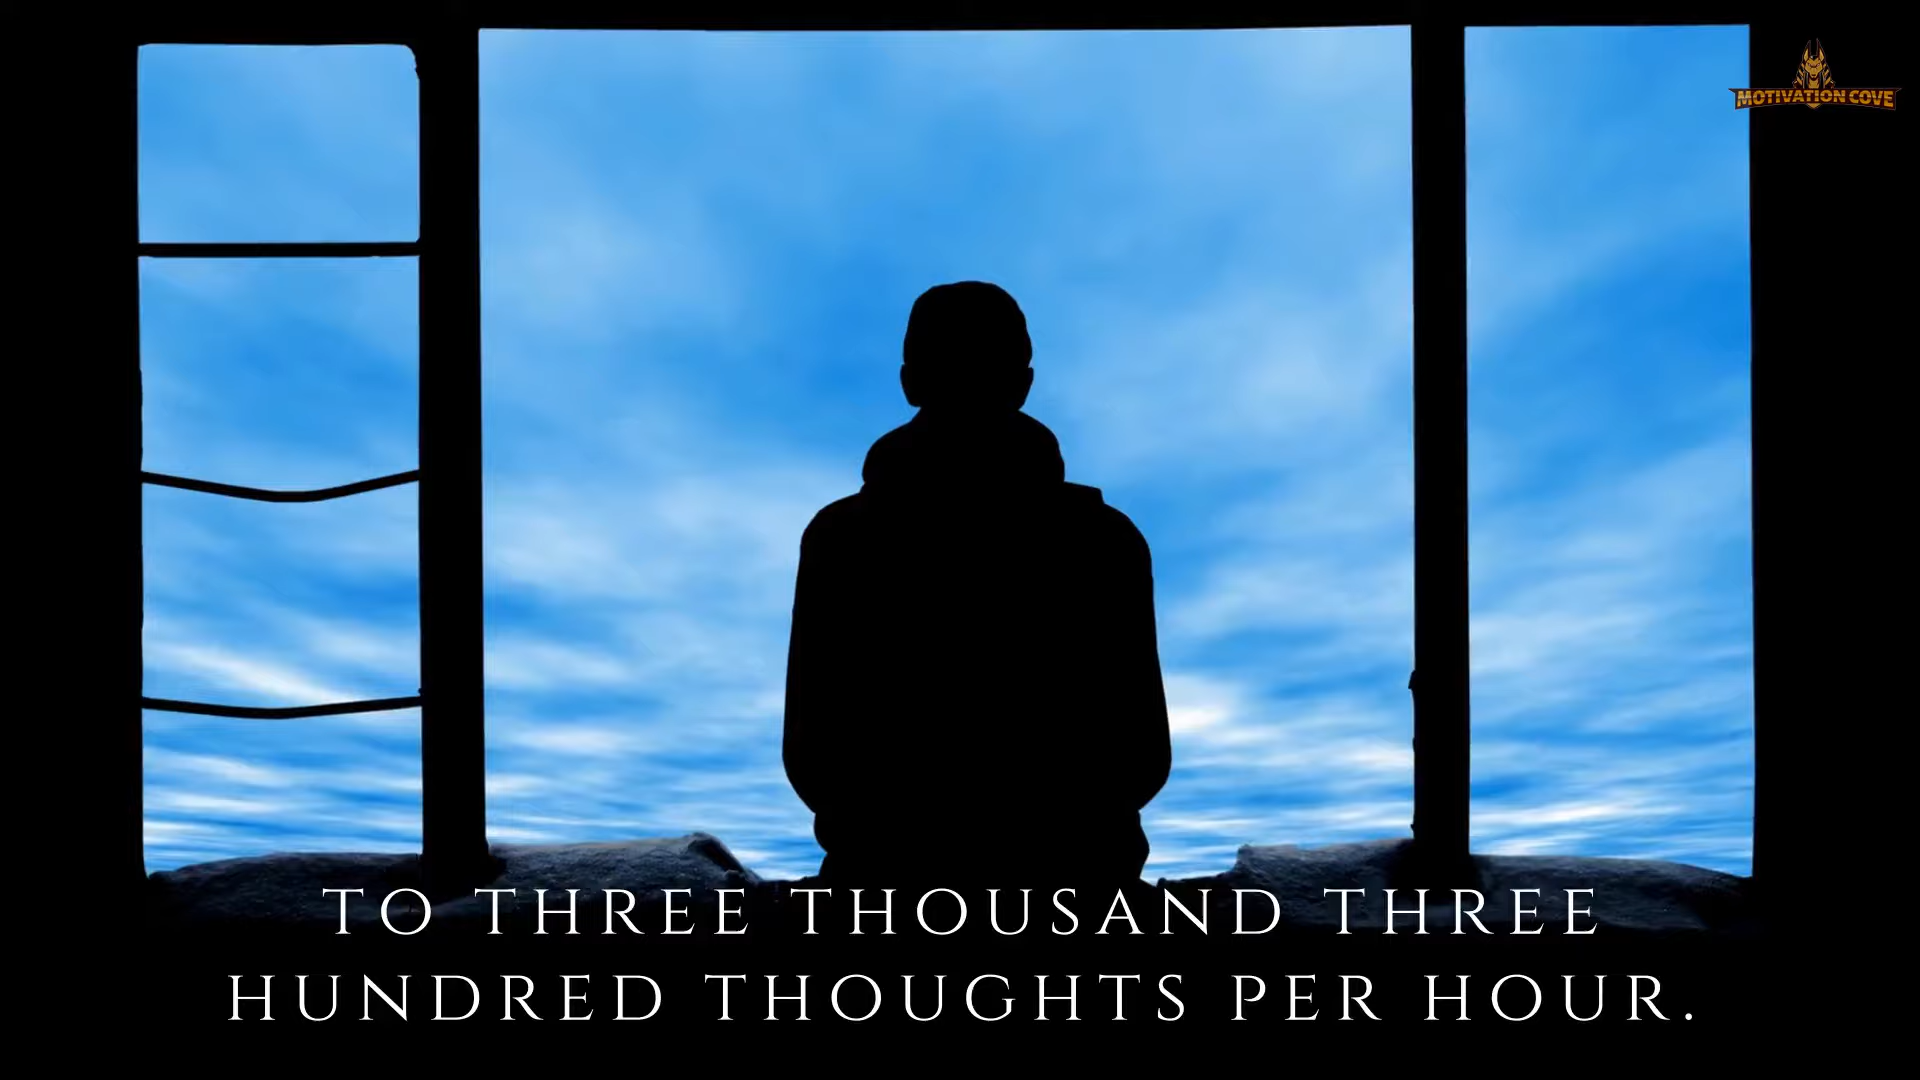 MOTIVATION COVE
TO THREE THOUSAND THREE
HUNDRED THOUGHTS PER HOUR.